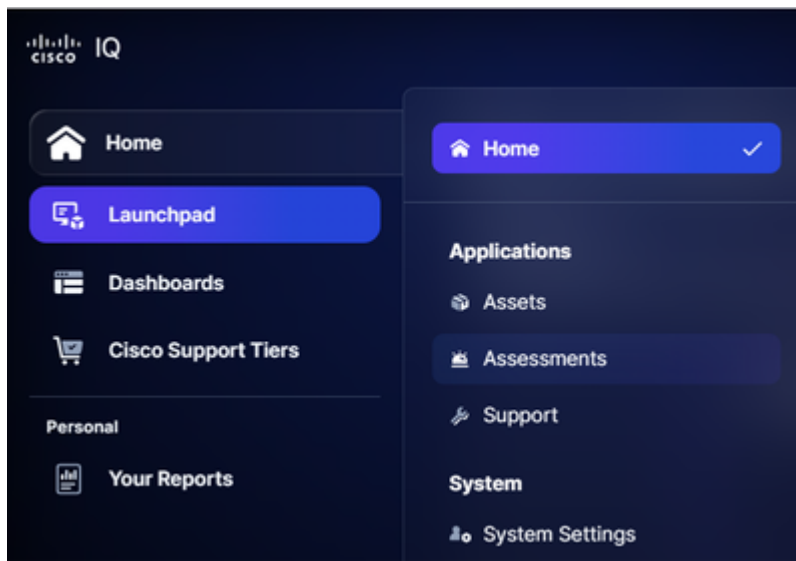 cisco IQ
Home
Launchpad
Dashboards
Cisco Support Tiers
Personal
Your Reports
Home
Applications
Assets
Assessments
Support
System
System Settings